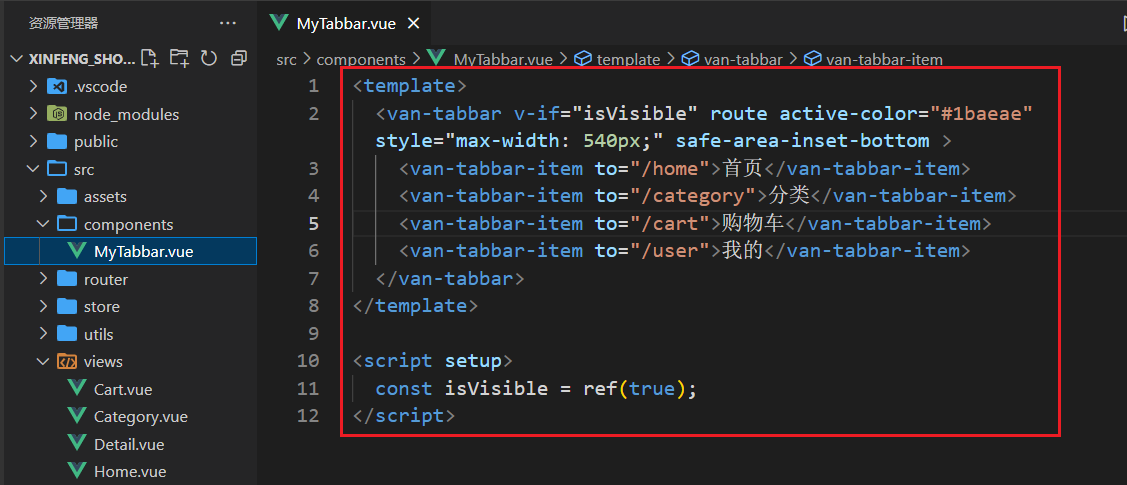 资源管理器
XINFENG_SHO...
.vscode
node_modules
public
src
assets
components
MyTabbar.vue
router
store
utils
views
Cart.vue
Category.vue
Detail.vue
Home.vue
MyTabbar.vue
src > components > MyTabbar.vue > template > van-tabbar > van-tabbar-item
1 <template>
2 <van-tabbar v-if="isVisible" route active-color="#1baeae"
style="max-width: 540px;" safe-area-inset-bottom >
3 <van-tabbar-item to="/home">首页</van-tabbar-item>
4 <van-tabbar-item to="/category">分类</van-tabbar-item>
5 <van-tabbar-item to="/cart">购物车</van-tabbar-item>
6 <van-tabbar-item to="/user">我的</van-tabbar-item>
7 </van-tabbar>
8 </template>
9
10 <script setup>
11 const isVisible = ref(true);
12 </script>